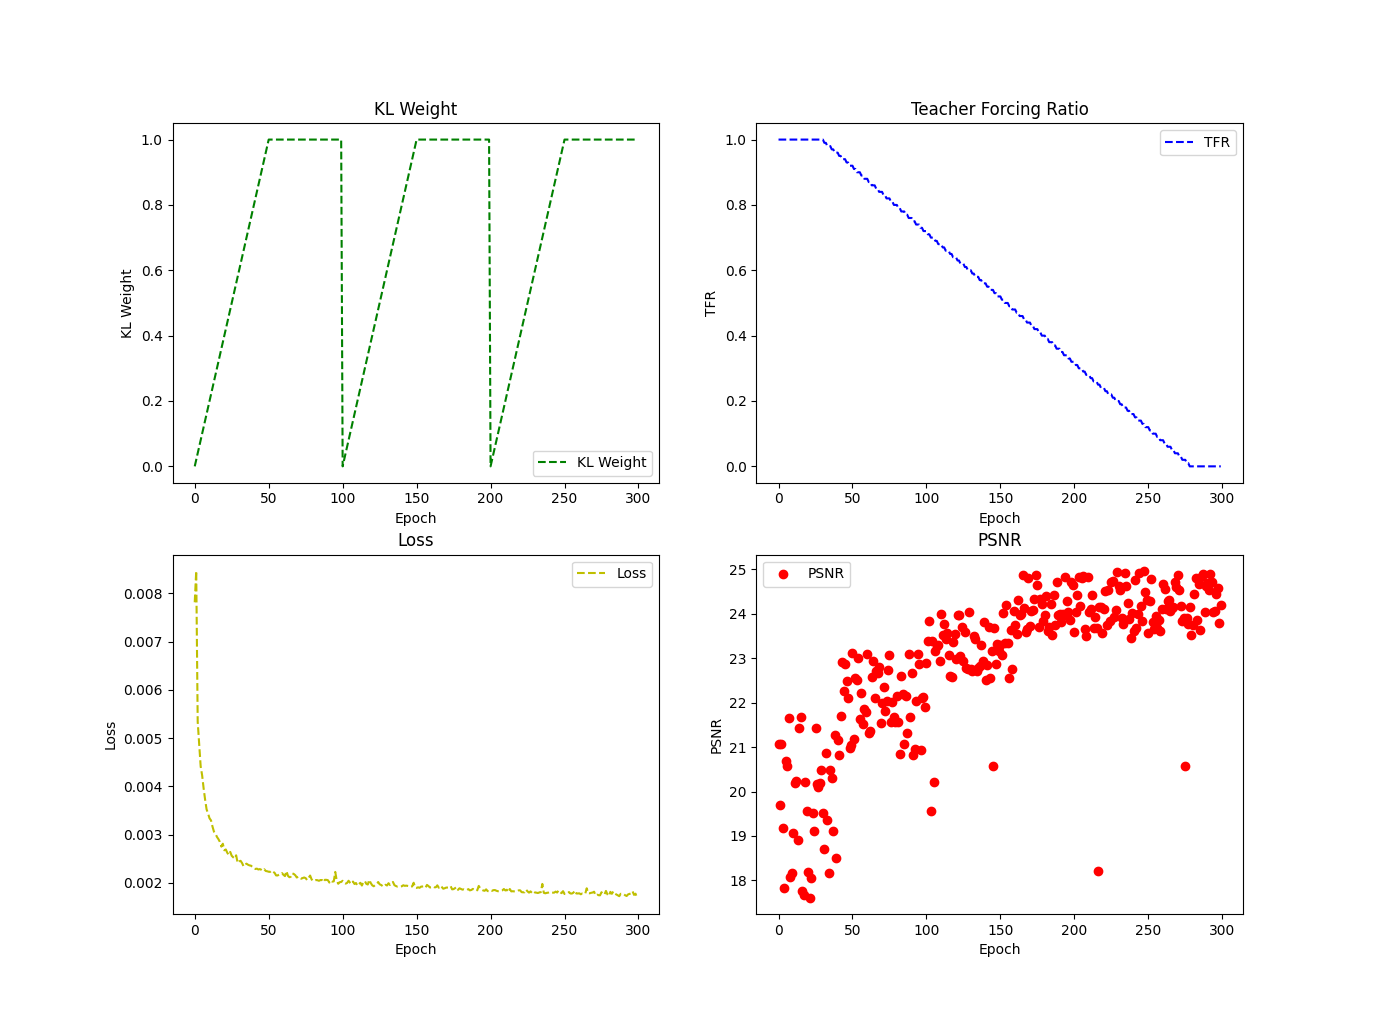 KL Weight
1.0
0.8
0.6
0.4
0.2
0.0
KL Weight
KL Weight
0 50 100 150 200 250 300
Epoch
Teacher Forcing Ratio
1.0
0.8
0.6
0.4
0.2
0.0
TFR
TFR
0 50 100 150 200 250 300
Epoch
Loss
0.008
0.007
0.006
0.005
0.004
0.003
0.002
Loss
Loss
0 50 100 150 200 250 300
Epoch
PSNR
25
24
23
22
21
20
19
18
PSNR
PSNR
0 50 100 150 200 250 300
Epoch